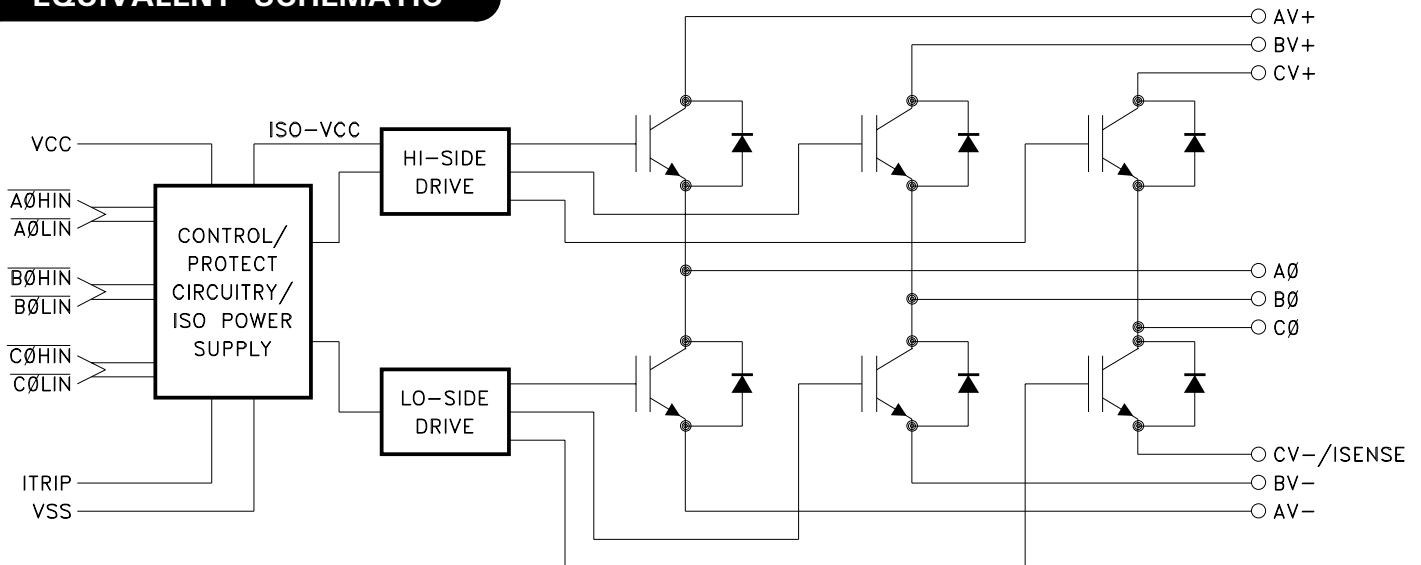 EQUIVALENT SCHEMATIC
AV+
BV+
CV+
VCC
ISO-VCC
HI-SIDE
DRIVE
AØHIN
AØLIN
CONTROL/
PROTECT
CIRCUITRY/
ISO POWER
SUPPLY
BØHIN
BØLIN
CØHIN
CØLIN
AØ
BØ
CØ
LO-SIDE
DRIVE
ITRIP
VSS
CV-/ISENSE
BV-
AV-